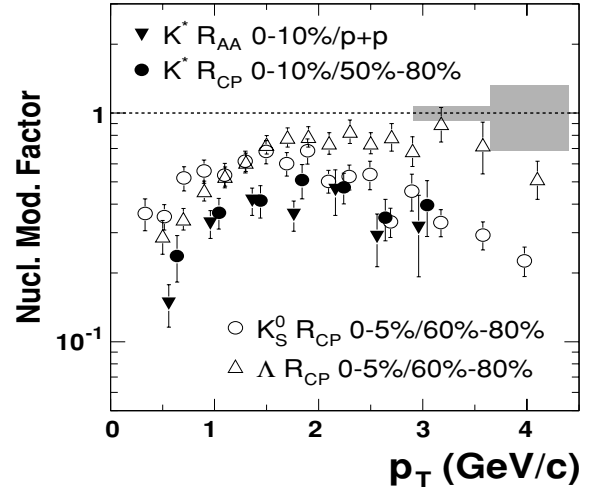 K* R_AA 0-10%/p+p
K* R_CP 0-10%/50%-80%
1
Nucl. Mod. Factor
K⁰_S R_CP 0-5%/60%-80%
10⁻¹
Λ R_CP 0-5%/60%-80%
0 1 2 3 4
p_T (GeV/c)